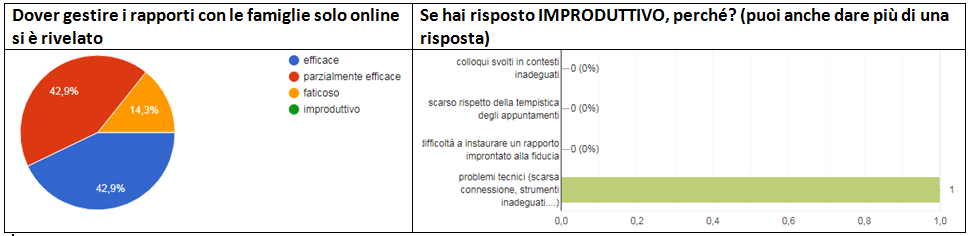 Dover gestire i rapporti con le famiglie solo online
si è rivelato
Se hai risposto IMPRODUTTIVO, perché? (puoi anche dare più di una
risposta)
42,9%
14,3%
42,9%
efficace
parzialmente efficace
faticoso
improduttivo
colloqui svolti in contesti
inadeguati
0 (0%)
scarso rispetto della tempistica
degli appuntamenti
0 (0%)
difficoltà a instaurare un rapporto
improntato alla fiducia
0 (0%)
problemi tecnici (scarsa
connessione, strumenti
inadeguati....)
1
0,0
0,2
0,4
0,6
0,8
1,0